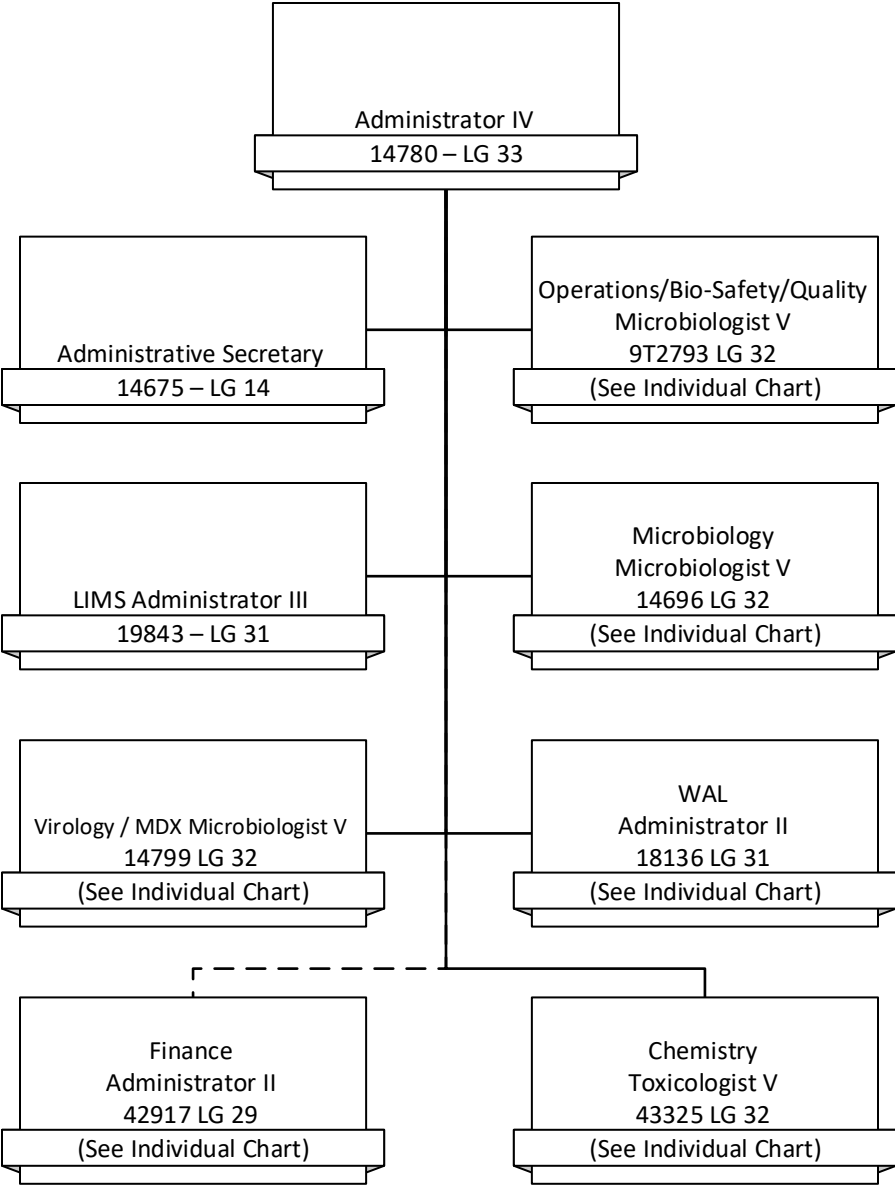 Administrator IV
14780 – LG 33
Administrative Secretary
14675 – LG 14
Operations/Bio-Safety/Quality
Microbiologist V
9T2793 LG 32
(See Individual Chart)
LIMS Administrator III
19843 – LG 31
Microbiology
Microbiologist V
14696 LG 32
(See Individual Chart)
Virology / MDX Microbiologist V
14799 LG 32
(See Individual Chart)
WAL
Administrator II
18136 LG 31
(See Individual Chart)
Finance
Administrator II
42917 LG 29
(See Individual Chart)
Chemistry
Toxicologist V
43325 LG 32
(See Individual Chart)